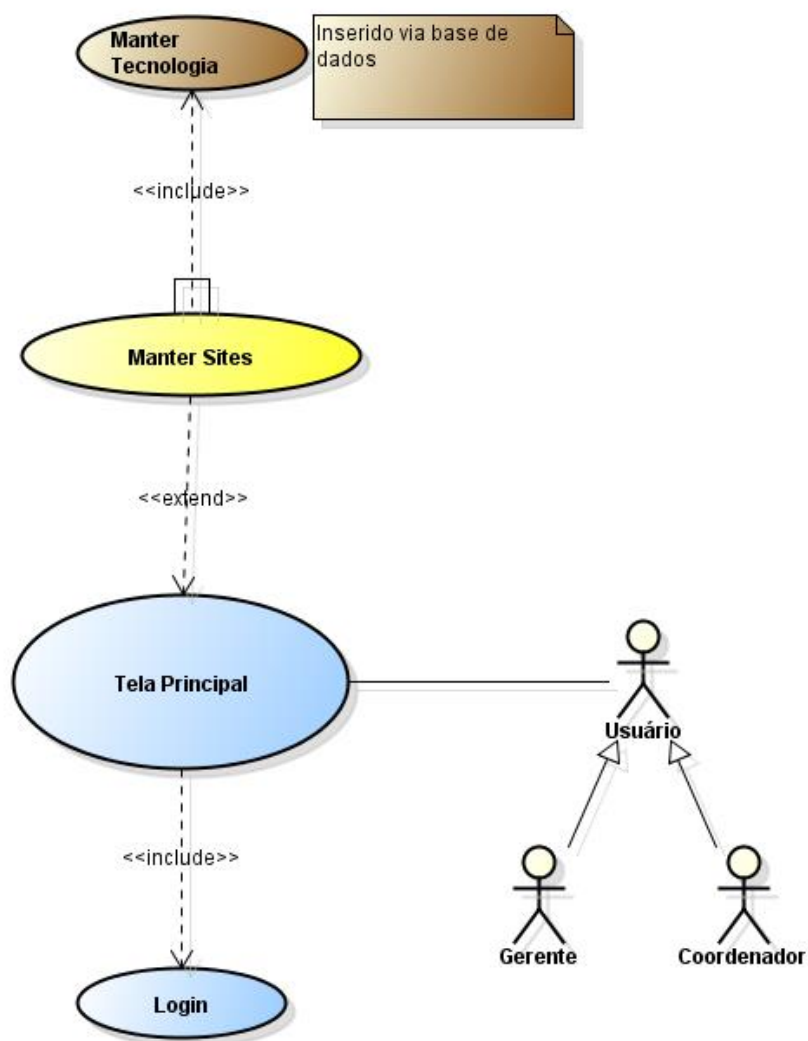 Manter
Tecnologia
Inserido via base de
dados
<<include>>
Manter Sites
<<extend>>
Tela Principal
Usuário
<<include>>
Gerente
Coordenador
Login